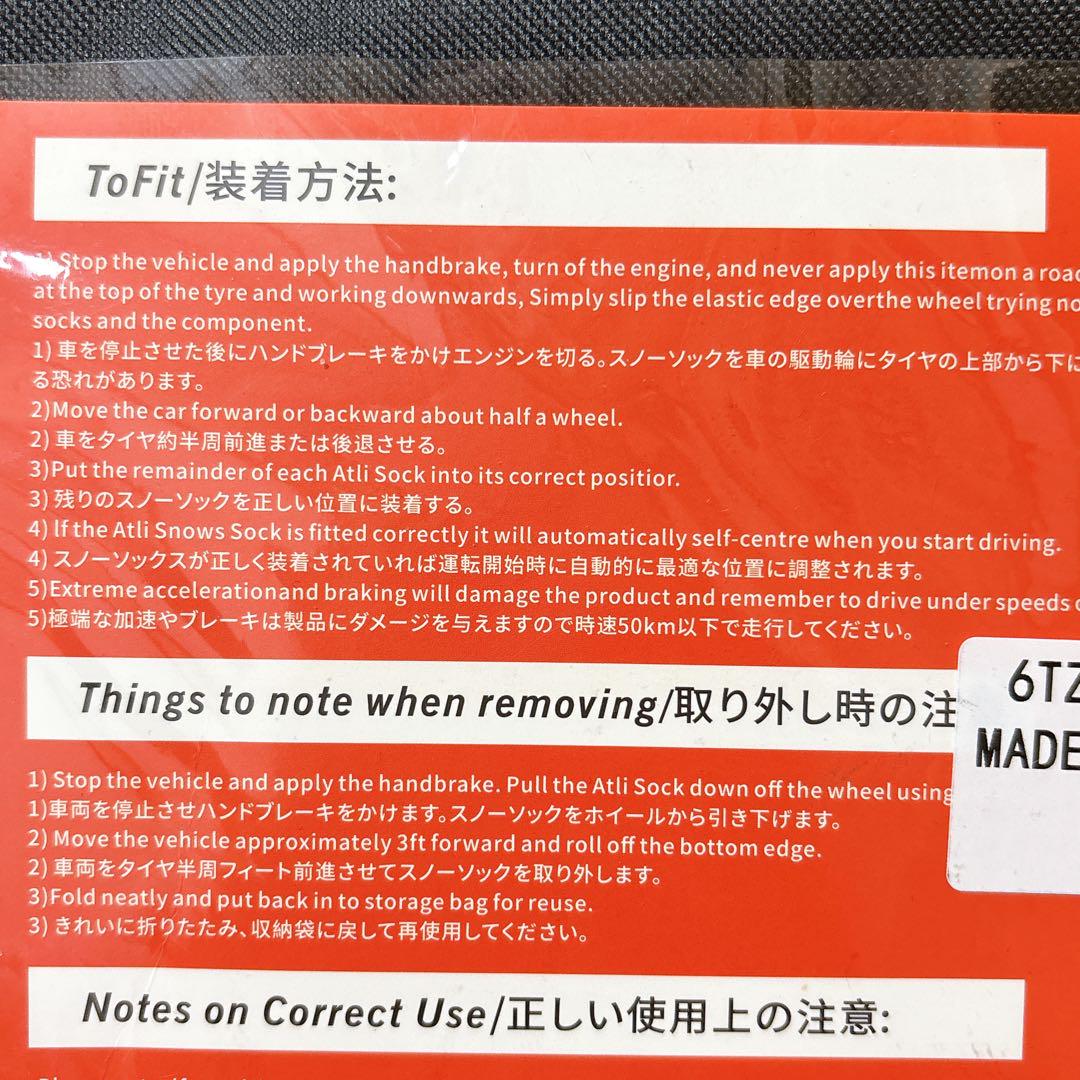 ToFit/装着方法:
1) Stop the vehicle and apply the handbrake, turn of the engine, and never apply this itemon a road
at the top of the tyre and working downwards, Simply slip the elastic edge overthe wheel trying no
socks and the component.
1) 車を停止させた後にハンドブレーキをかけエンジンを切る。スノーソックを車の駆動輪にタイヤの上部から下に
る恐れがあります。
2)Move the car forward or backward about half a wheel.
2) 車をタイヤ約半周前進または後退させる。
3)Put the remainder of each Atli Sock into its correct positior.
3) 残りのスノーソックを正しい位置に装着する。
4) lf the Atli Snows Sock is fitted correctly it will automatically self-centre when you start driving.
4) スノーソックスが正しく装着されていれば運転開始時に自動的に最適な位置に調整されます。
5)Extreme accelerationand braking will damage the product and remember to drive under speeds
5)極端な加速やブレーキは製品にダメージを与えますので時速50km以下で走行してください。
Things to note when removing/取り外し時の注
6TZ
MADE
1) Stop the vehicle and apply the handbrake. Pull the Atli Sock down off the wheel using
1)車両を停止させハンドブレーキをかけます。スノーソックをホイールから引き下げます。
2) Move the vehicle approximately 3ft forward and roll off the bottom edge.
2) 車両をタイヤ半周フィート前進させてスノーソックを取り外します。
3)Fold neatly and put back in to storage bag for reuse.
3) きれいに折りたたみ、収納袋に戻して再使用してください。
Notes on Correct Use/正しい使用上の注意: